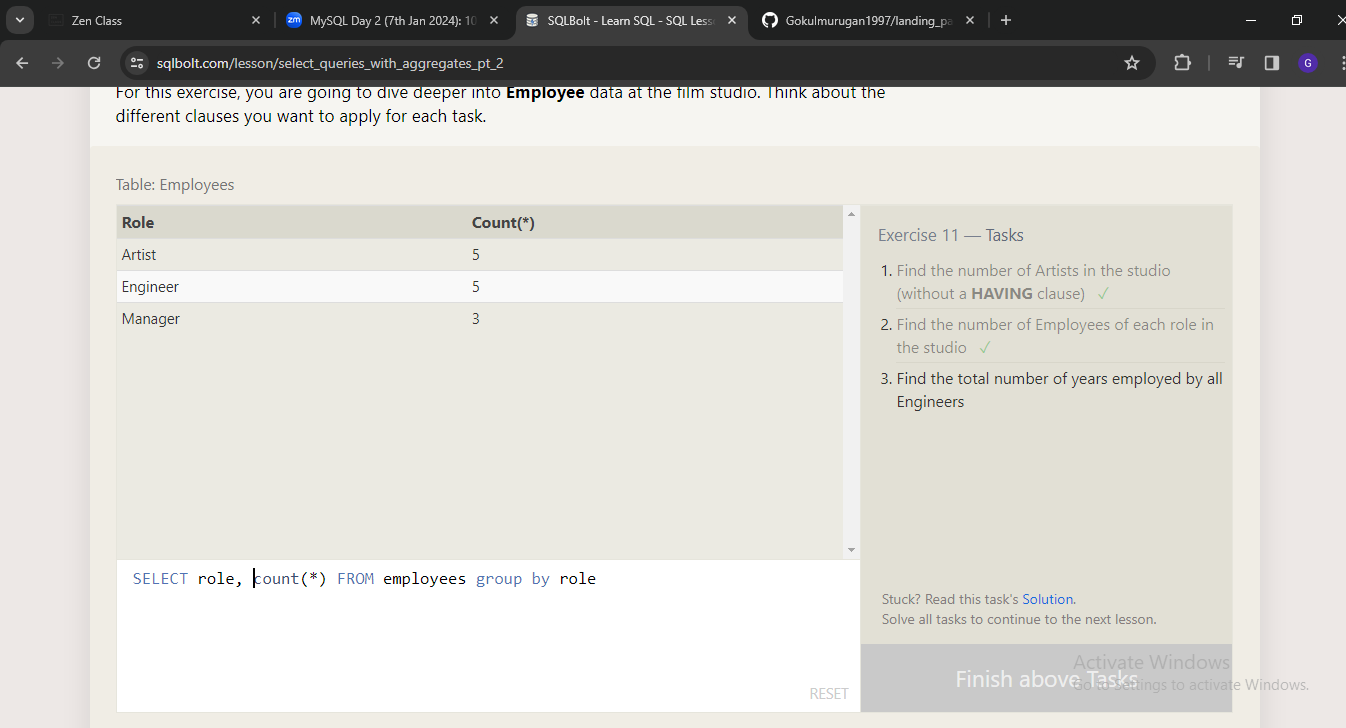 Zen Class
MySQL Day 2 (7th Jan 2024): 10
SQLBolt - Learn SQL - SQL Less
Gokulmurugan1997/landing_pa
sqlbolt.com/lesson/select_queries_with_aggregates_pt_2
G
For this exercise, you are going to dive deeper into Employee data at the film studio. Think about the
different clauses you want to apply for each task.
Table: Employees
Role Count(*)
Artist 5
Engineer 5
Manager 3
Exercise 11 — Tasks
1. Find the number of Artists in the studio
(without a HAVING clause) ✓
2. Find the number of Employees of each role in
the studio ✓
3. Find the total number of years employed by all
Engineers
SELECT role, count(*) FROM employees group by role
RESET
Stuck? Read this task's Solution.
Solve all tasks to continue to the next lesson.
Finish above Tasks
Activate Windows
Go to Settings to activate Windows.